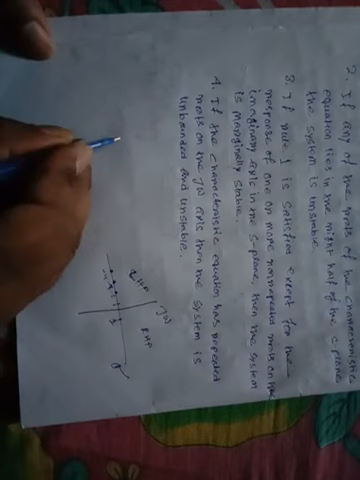 2. If any of the roots of the characteristic
equation lies in the right half of the s-plane
the system is unstable.
3. If rule 1 is satisfied except for the
response of one or more nonrepeated roots on the
imaginary axis in the s-plane, then the system
is marginally stable.
4. If the characteristic equation has repeated
roots on the jω axis then the system is
unbounded and unstable.
jω
LHP
RHP
σ